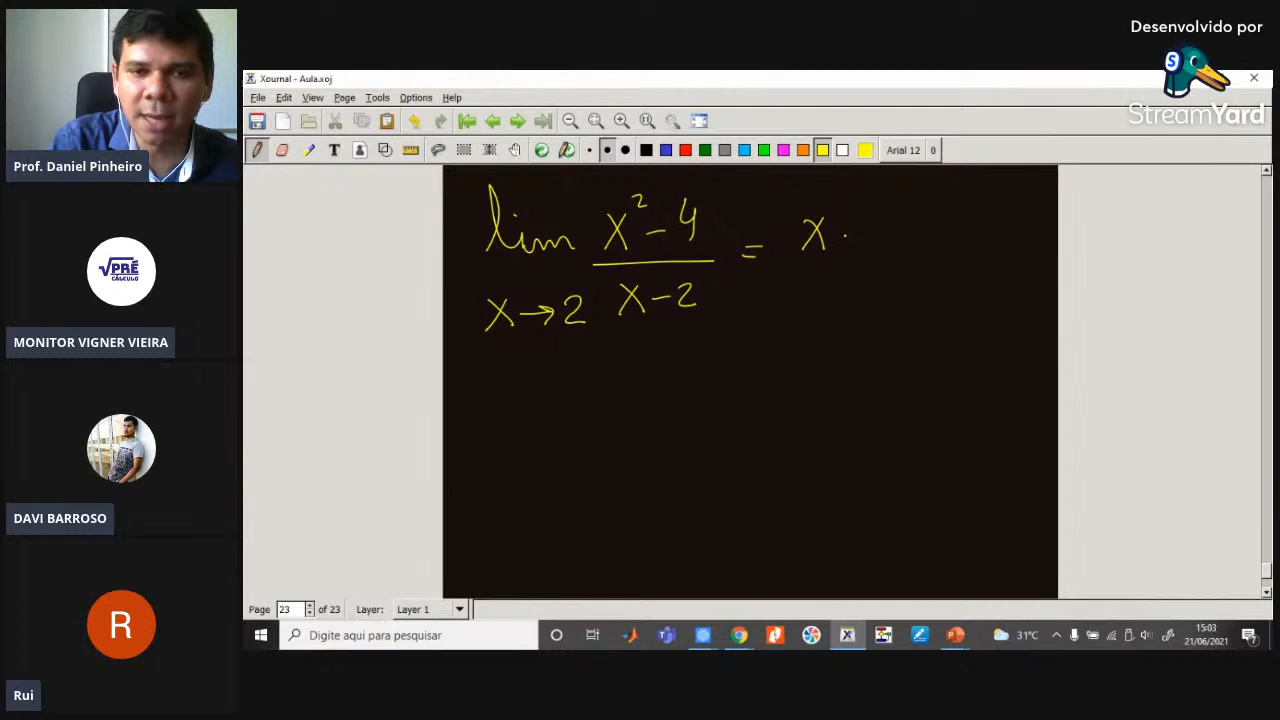 Desenvolvido por
StreamYard
Xournal - Aula.xoj
File Edit View Page Tools Options Help
Arial 12 0
Prof. Daniel Pinheiro
√PRÉ
CÁLCULO
MONITOR VIGNER VIEIRA
DAVI BARROSO
R
Rui
lim x² - 4 = x ·
x→2 x - 2
Page 23 of 23 Layer: Layer 1
Digite aqui para pesquisar
31°C
15:03
21/06/2021